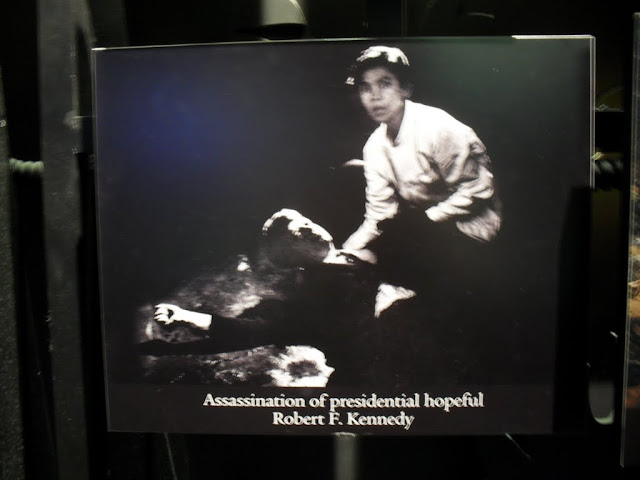 Assassination of presidential hopeful
Robert F. Kennedy